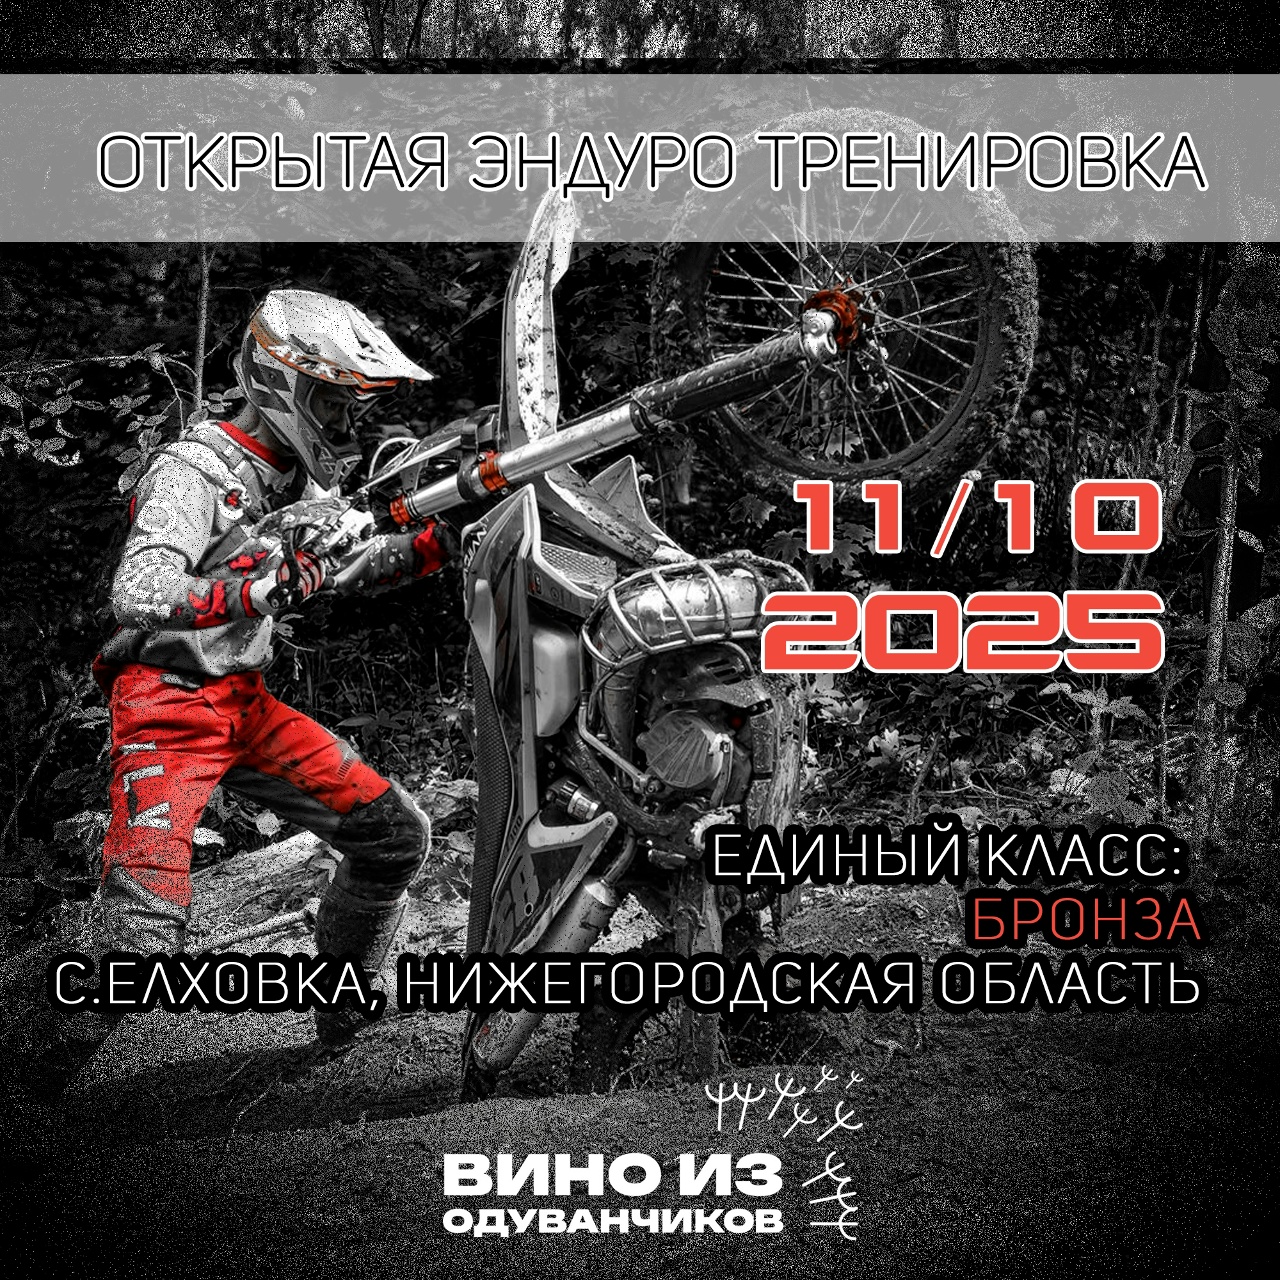 ОТКРЫТАЯ ЭНДУРО ТРЕНИРОВКА
11/10
2025
ЕДИНЫЙ КЛАСС:
БРОНЗА
С.ЕЛХОВКА, НИЖЕГОРОДСКАЯ ОБЛАСТЬ
ВИНО ИЗ
ОДУВАНЧИКОВ